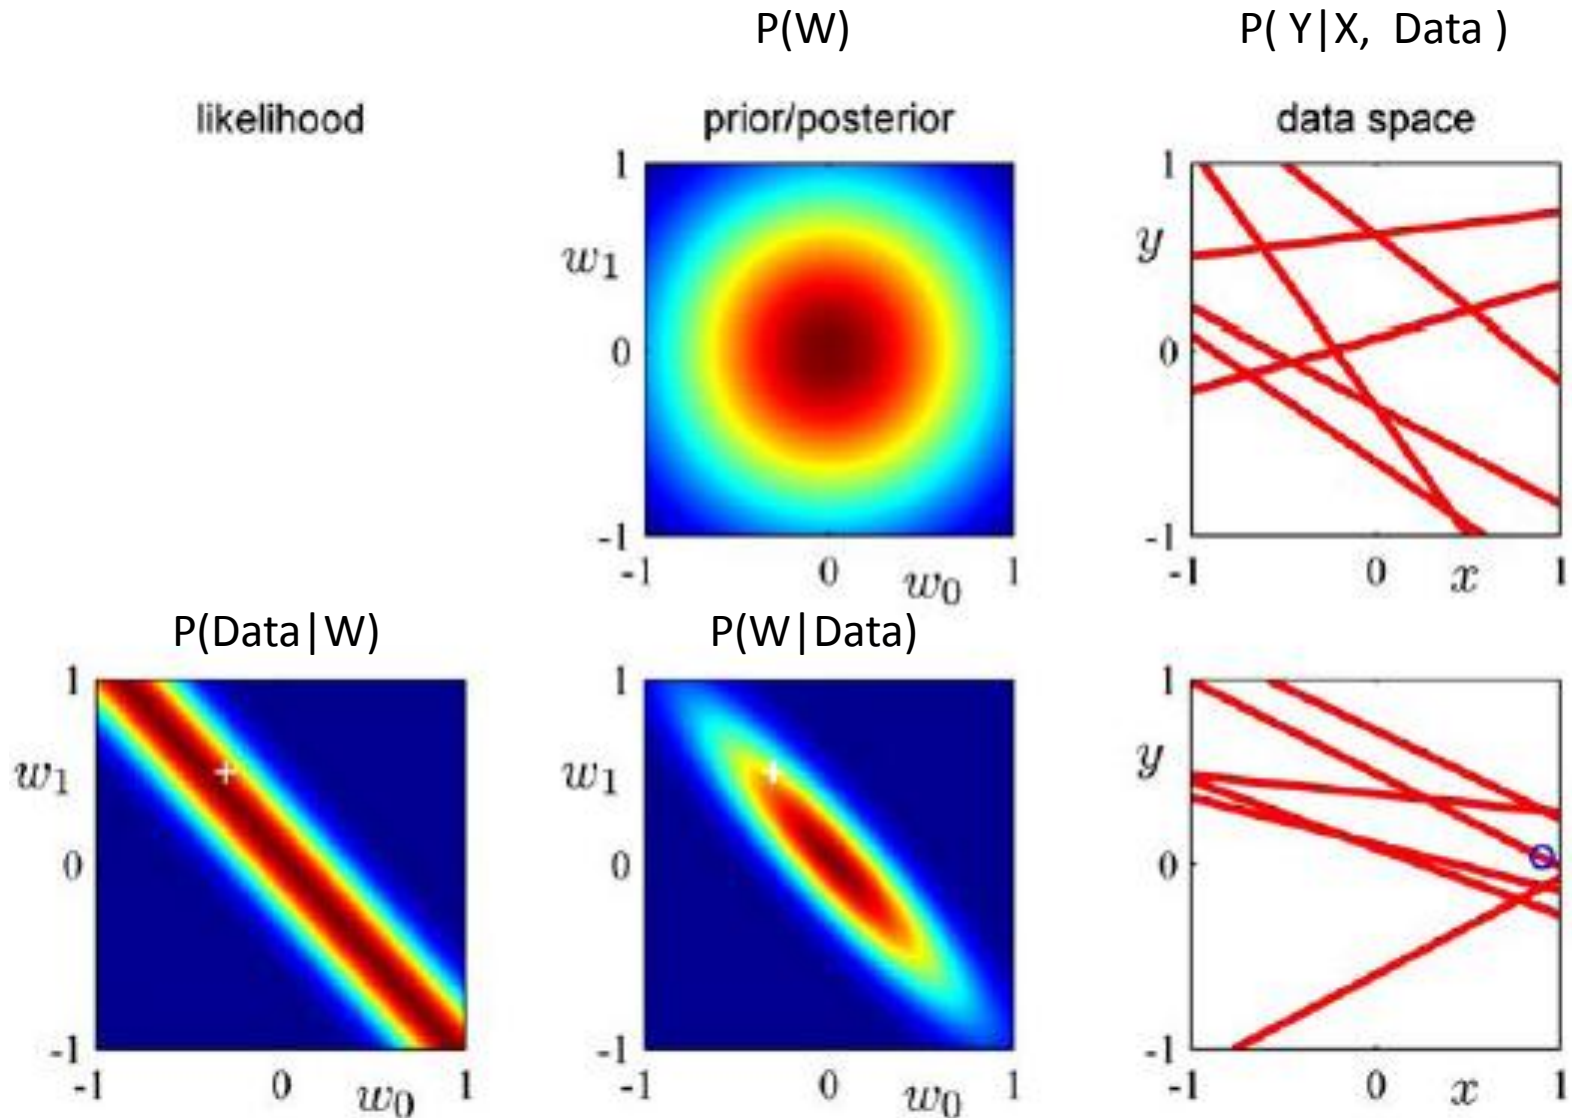 P(W)
P( Y|X, Data )
likelihood
prior/posterior
data space
1
w1
0
-1
-1 0 w0 1
1
y
0
-1
-1 0 x 1
P(Data|W)
P(W|Data)
1
w1
0
-1
-1 0 w0 1
1
w1
0
-1
-1 0 w0 1
1
y
0
-1
-1 0 x 1